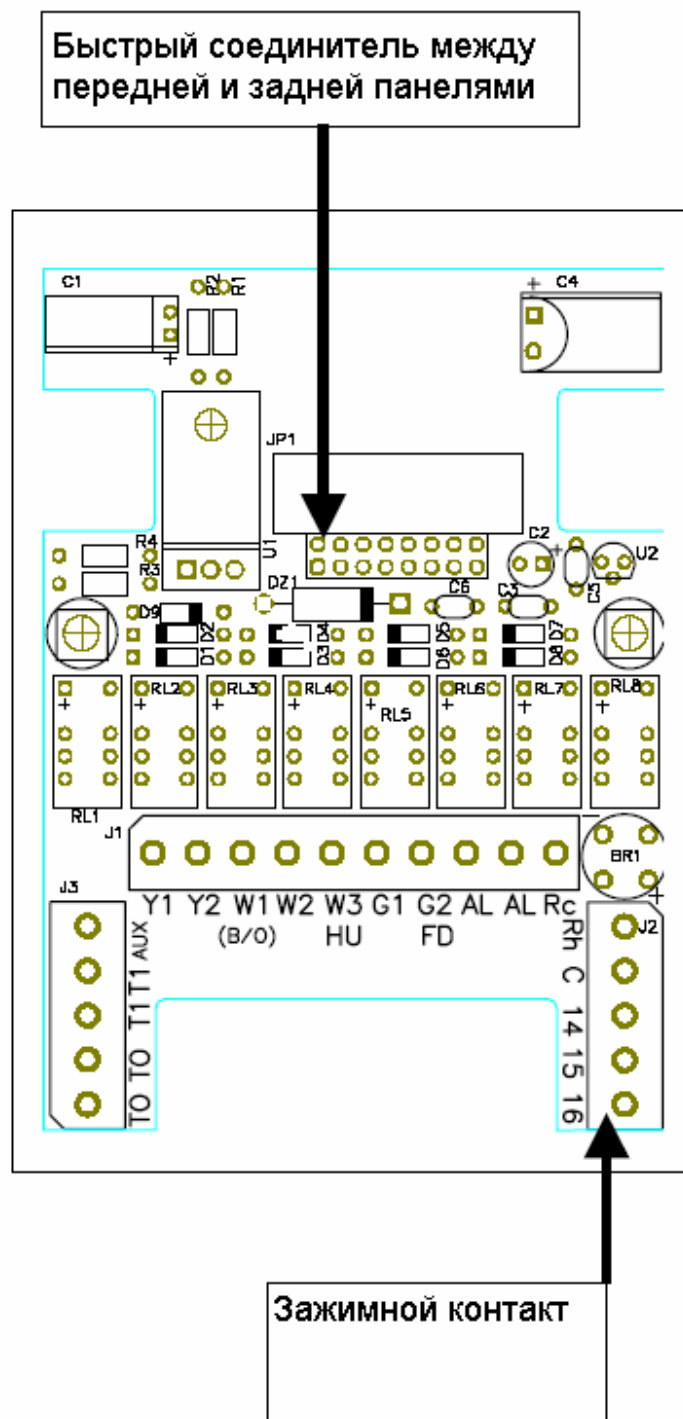 Быстрый соединитель между
передней и задней панелями
C1
R2
R1
+
C4
+
JP1
U1
R4
R3
DZ1
C2
+
C5
U2
C6
C3
D9
D2
D1
D4
D3
D5
D6
D7
D8
RL2
RL3
RL4
RL5
RL6
RL7
RL8
+
+
+
+
+
+
+
+
RL1
J1
BR1
+
J3
J2
Y1 Y2 W1 W2 W3 G1 G2 AL AL Rc
(B/O) HU FD
AUX
T1
T1
TO
TO
Rh
C
14
15
16
Зажимной контакт